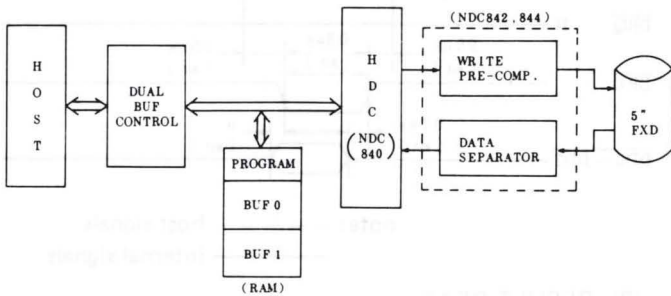 (NDC842, 844)
H
O
S
T
DUAL
BUF
CONTROL
H
D
C
(NDC
840)
WRITE
PRE-COMP.
DATA
SEPARATOR
5"
FXD
PROGRAM
BUF 0
BUF 1
(RAM)